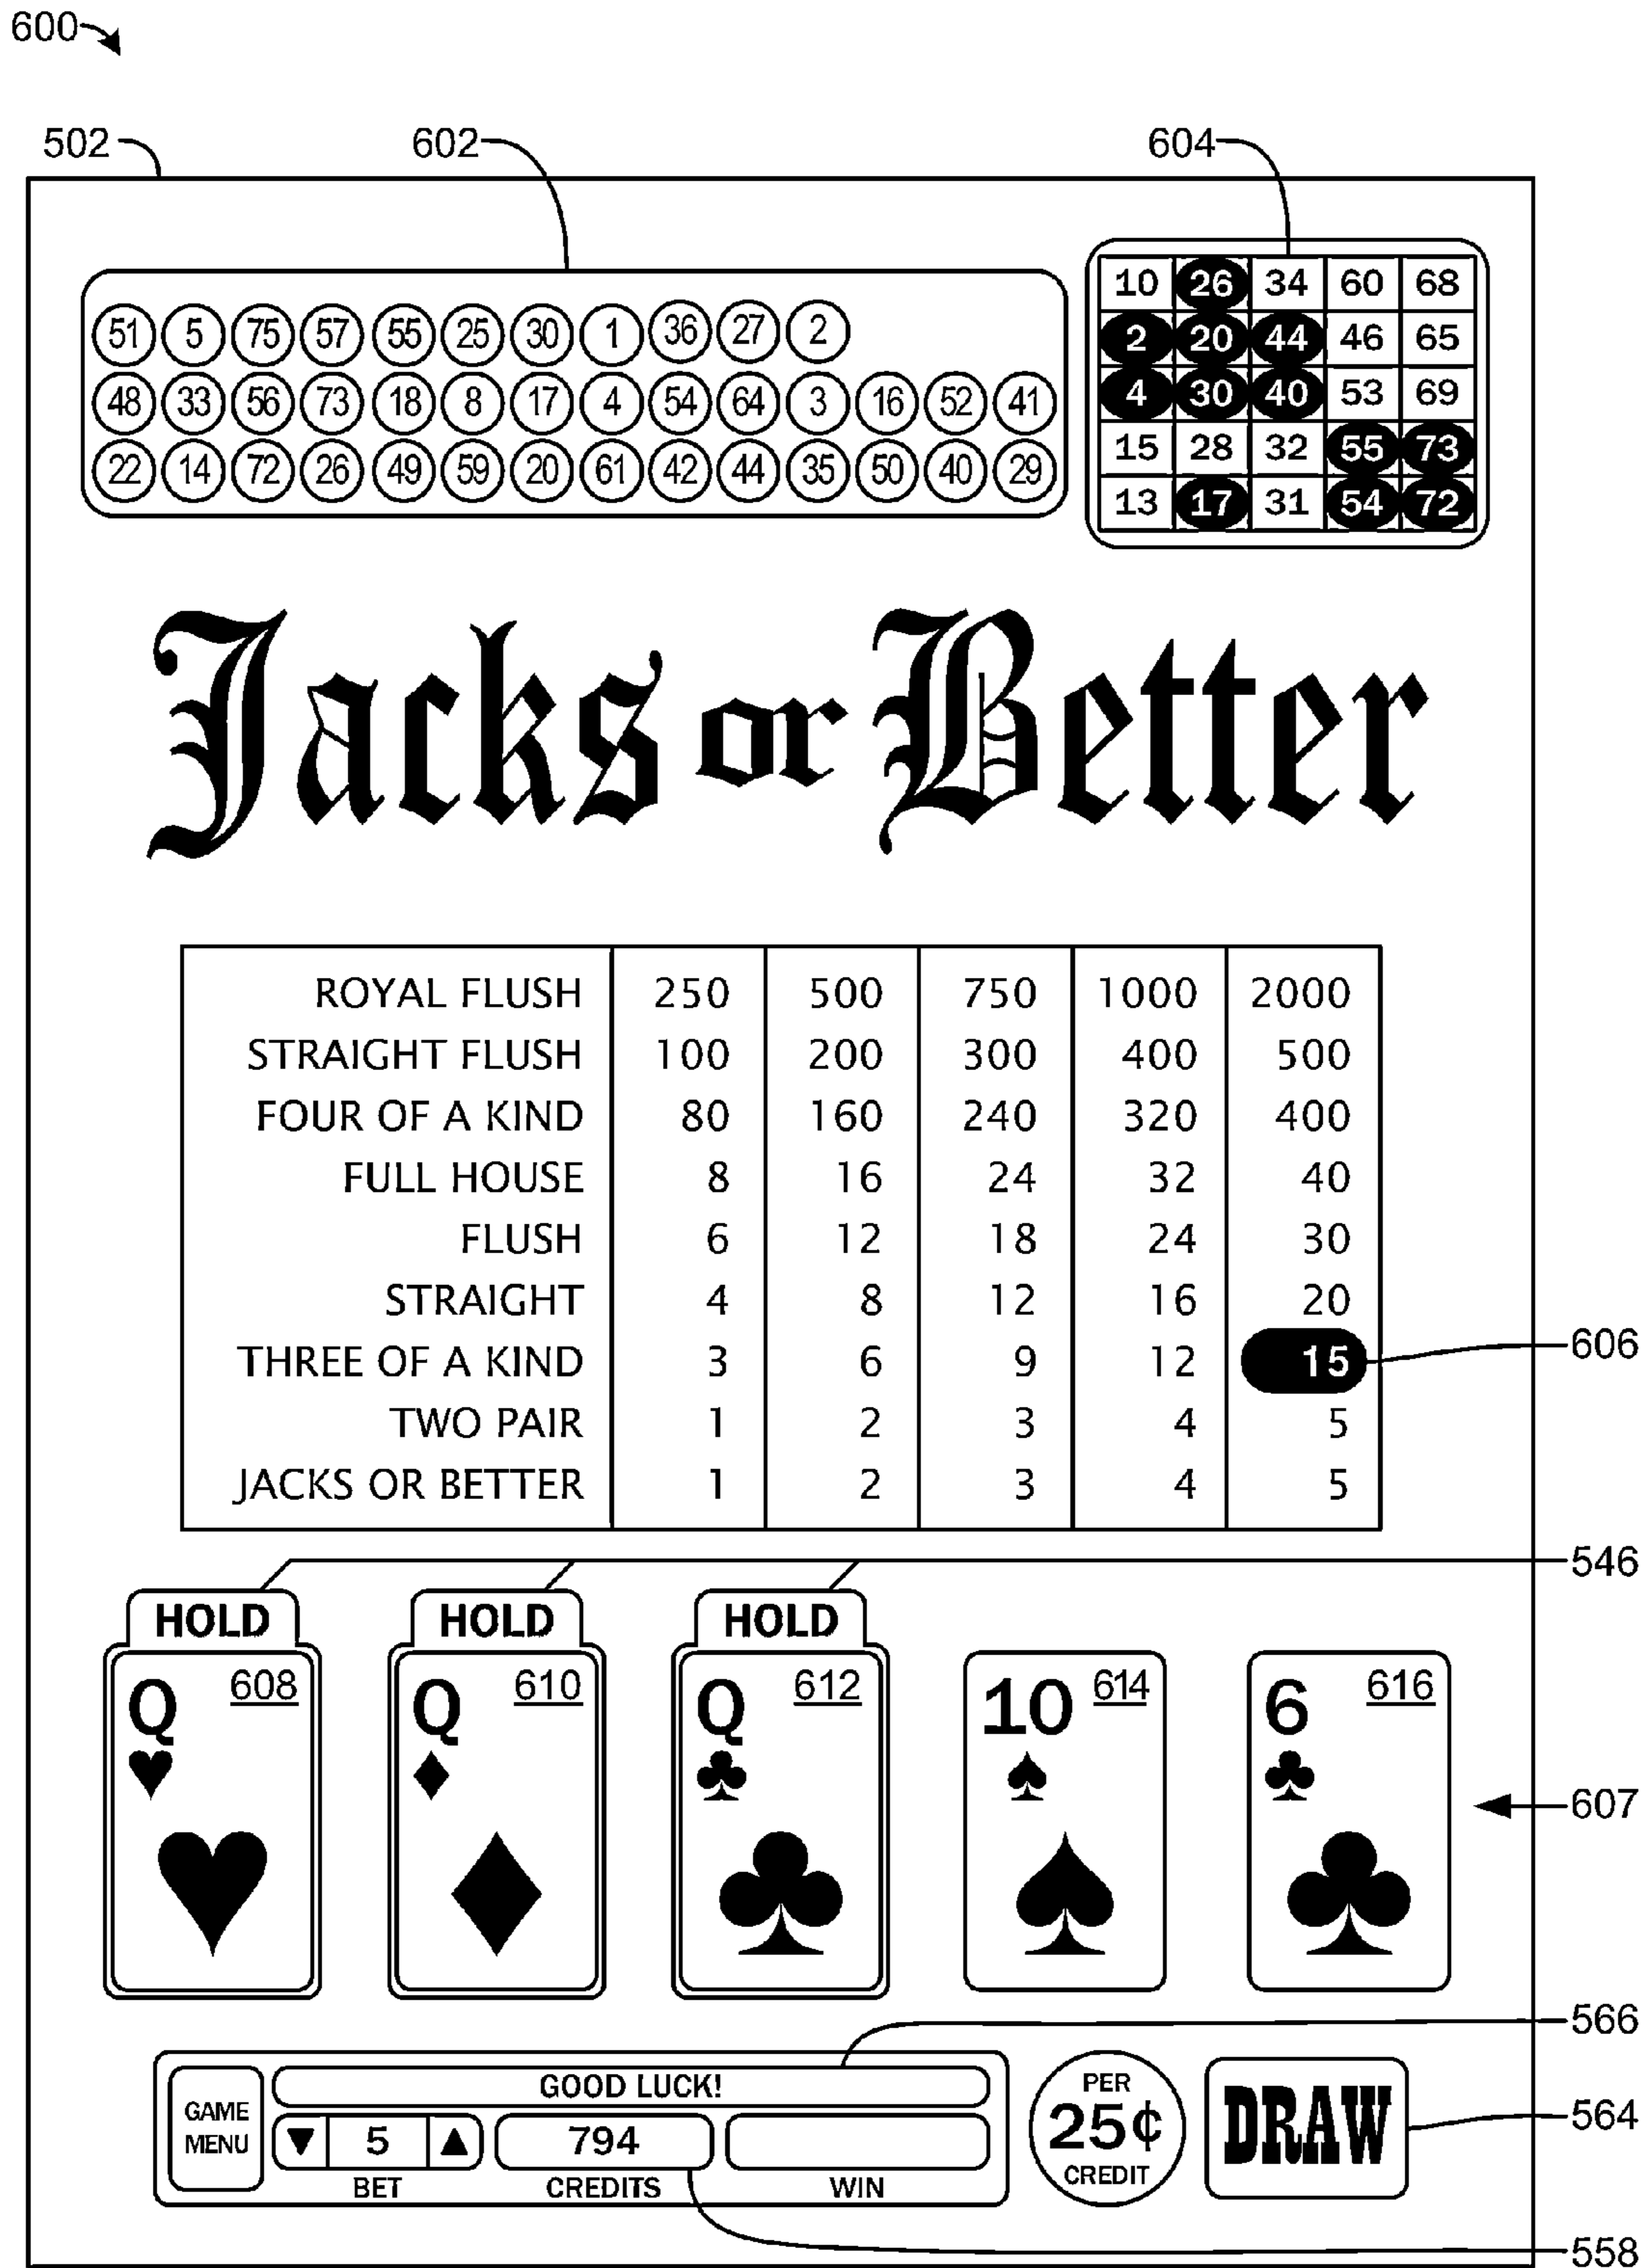 600
502 602 604
51 5 75 57 55 25 30 1 36 27 2
48 33 56 73 18 8 17 4 54 64 3 16 52 41
22 14 72 26 49 59 20 61 42 44 35 50 40 29
10 26 34 60 68
2 20 44 46 65
4 30 40 53 69
15 28 32 55 73
13 17 31 54 72
Jacks or Better
ROYAL FLUSH 250 500 750 1000 2000
STRAIGHT FLUSH 100 200 300 400 500
FOUR OF A KIND 80 160 240 320 400
FULL HOUSE 8 16 24 32 40
FLUSH 6 12 18 24 30
STRAIGHT 4 8 12 16 20
THREE OF A KIND 3 6 9 12 15
606
TWO PAIR 1 2 3 4 5
JACKS OR BETTER 1 2 3 4 5
546
HOLD HOLD HOLD
Q 608 Q 610 Q 612 10 614 6 616
607
566
GOOD LUCK!
GAME
MENU
5 794
BET CREDITS WIN
PER
25¢
CREDIT
DRAW
564
558